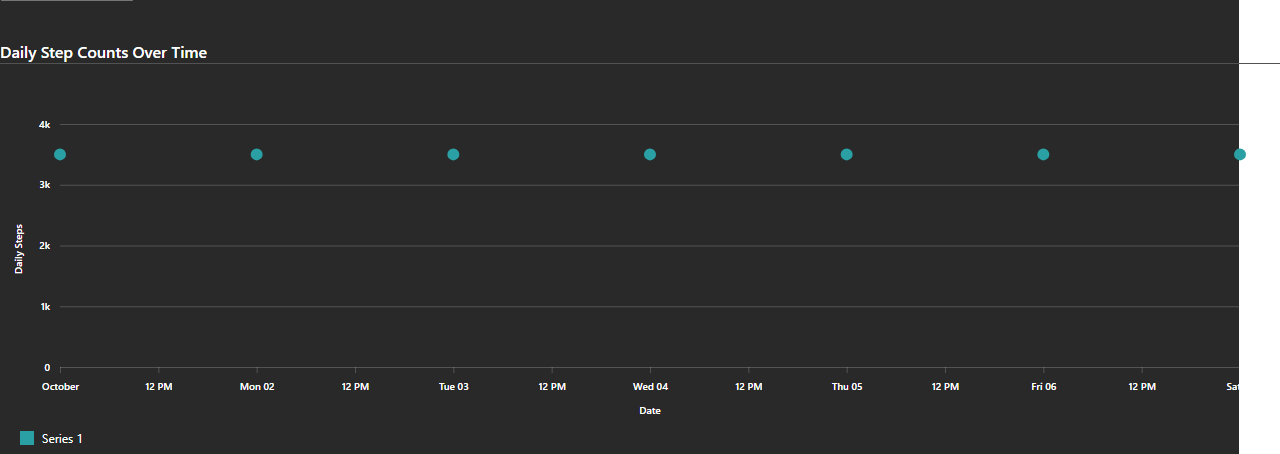 Daily Step Counts Over Time
4k
3k
2k
1k
0
Daily Steps
October 12 PM Mon 02 12 PM Tue 03 12 PM Wed 04 12 PM Thu 05 12 PM Fri 06 12 PM Sat
Date
Series 1